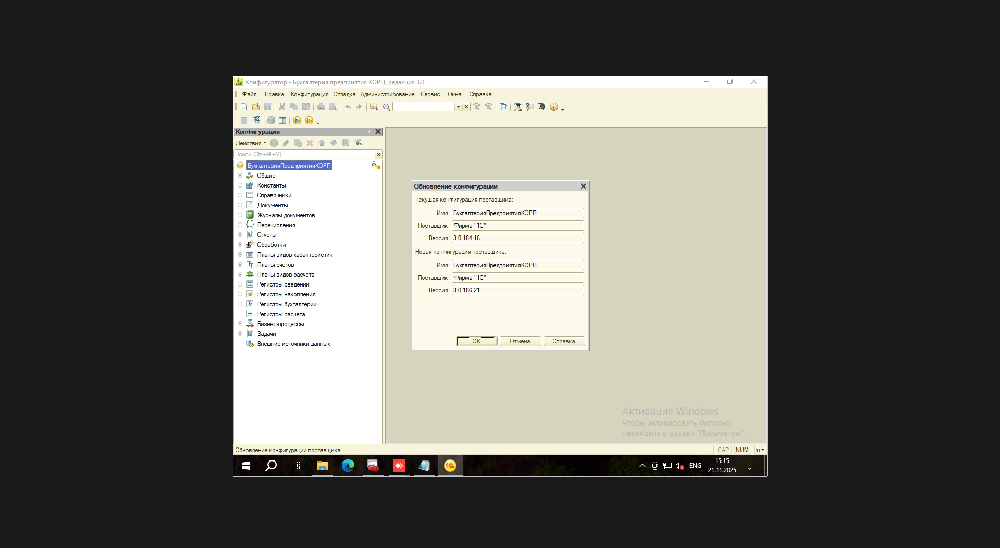 Конфигуратор - Бухгалтерия предприятия КОРП, редакция 3.0
Файл Правка Конфигурация Отладка Администрирование Сервис Окна Справка
Конфигурация
Действия
Поиск (Ctrl+Alt+M)
БухгалтерияПредприятияКОРП
Общие
Константы
Справочники
Документы
Журналы документов
Перечисления
Отчеты
Обработки
Планы видов характеристик
Планы счетов
Планы видов расчета
Регистры сведений
Регистры накопления
Регистры бухгалтерии
Регистры расчета
Бизнес-процессы
Задачи
Внешние источники данных
Обновление конфигурации
Текущая конфигурация поставщика:
Имя: БухгалтерияПредприятияКОРП
Поставщик: Фирма "1С"
Версия: 3.0.184.16
Новая конфигурация поставщика:
Имя: БухгалтерияПредприятияКОРП
Поставщик: Фирма "1С"
Версия: 3.0.186.21
OK Отмена Справка
Активация Windows
Чтобы активировать Windows,
перейдите в раздел "Параметры".
Обновление конфигурации поставщика...
CAP NUM ru
ENG
15:15
21.11.2025